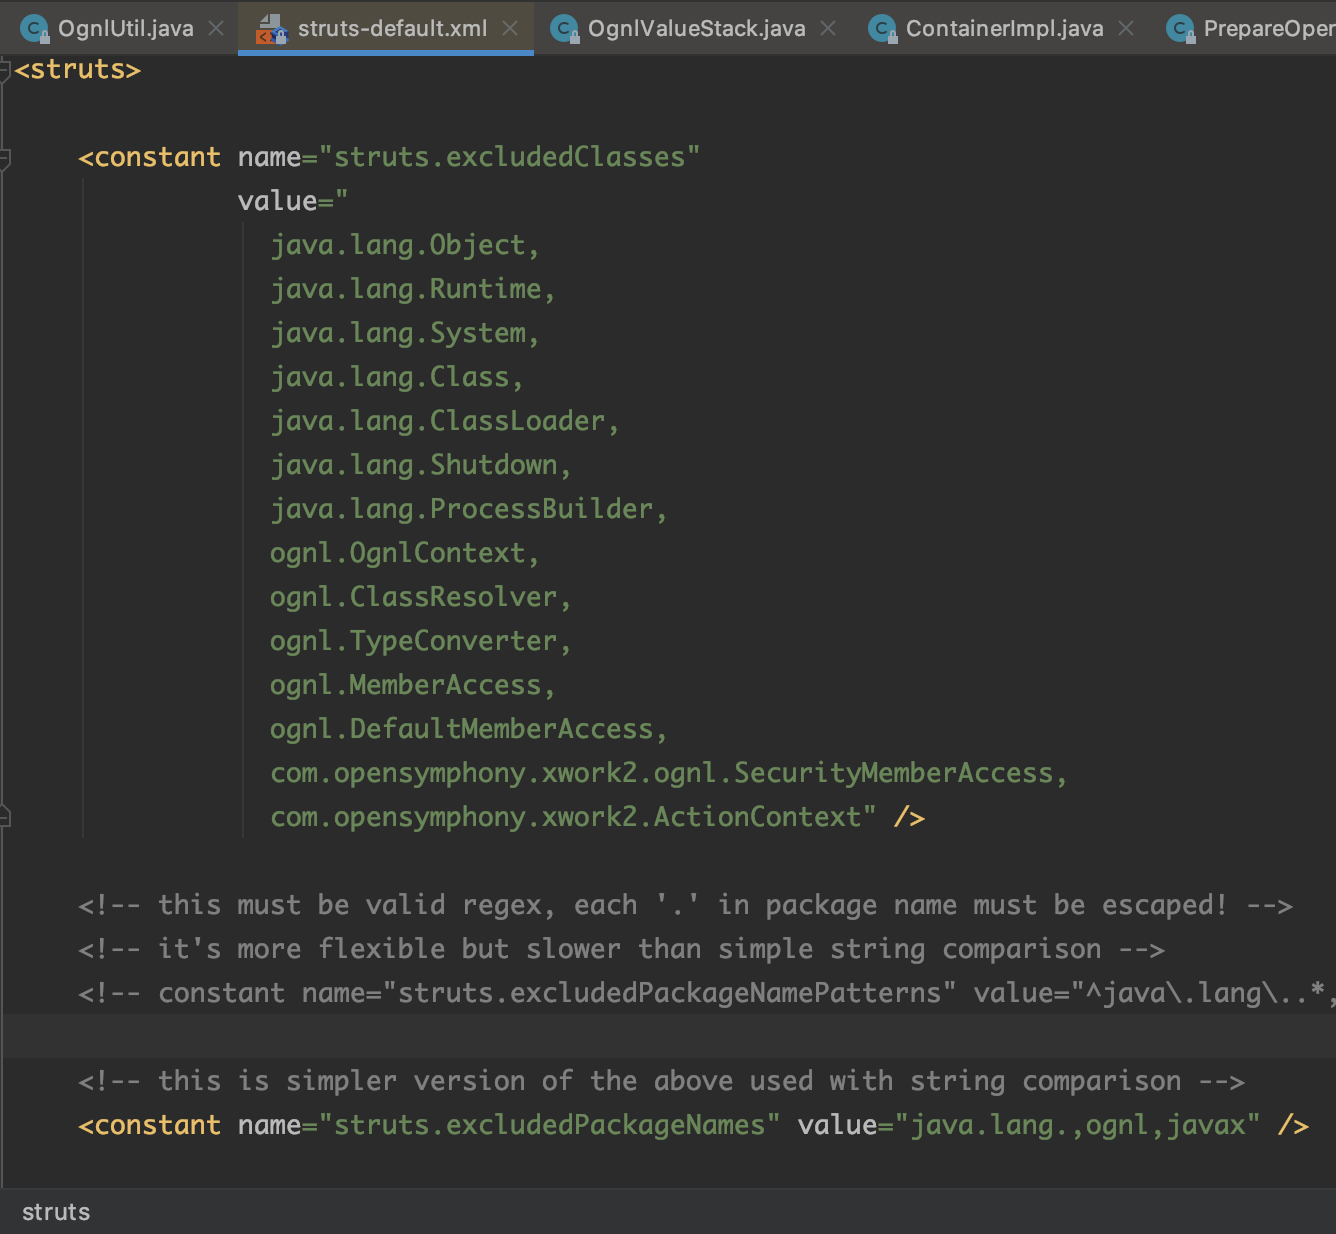 OgnlUtil.java struts-default.xml OgnlValueStack.java ContainerImpl.java PrepareOper
<struts>
<constant name="struts.excludedClasses"
value="
java.lang.Object,
java.lang.Runtime,
java.lang.System,
java.lang.Class,
java.lang.ClassLoader,
java.lang.Shutdown,
java.lang.ProcessBuilder,
ognl.OgnlContext,
ognl.ClassResolver,
ognl.TypeConverter,
ognl.MemberAccess,
ognl.DefaultMemberAccess,
com.opensymphony.xwork2.ognl.SecurityMemberAccess,
com.opensymphony.xwork2.ActionContext" />
<!-- this must be valid regex, each '.' in package name must be escaped! -->
<!-- it's more flexible but slower than simple string comparison -->
<!-- constant name="struts.excludedPackageNamePatterns" value="^java\.lang\..*,
<!-- this is simpler version of the above used with string comparison -->
<constant name="struts.excludedPackageNames" value="java.lang.,ognl,javax" />
struts